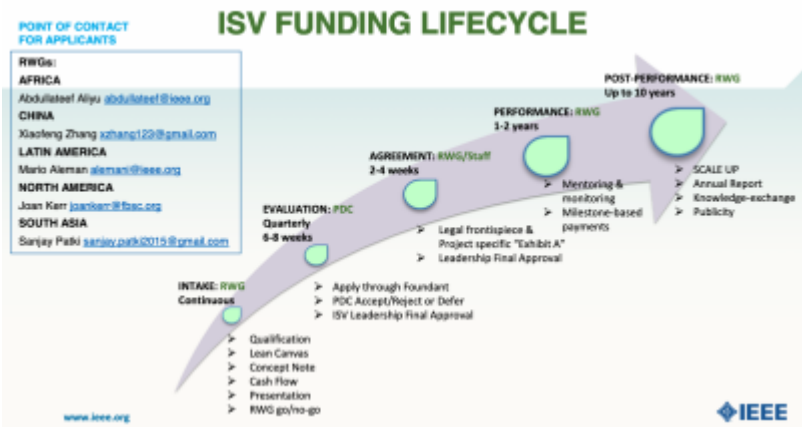 ISV FUNDING LIFECYCLE
POINT OF CONTACT
FOR APPLICANTS
RWGs:
AFRICA
Abdullateef Aliyu abdullateef@ieee.org
CHINA
Xiaofeng Zhang xzhang123@gmail.com
LATIN AMERICA
Mario Aleman alemani@ieee.org
NORTH AMERICA
Joan Kerr joankerr@fbsc.org
SOUTH ASIA
Sanjay Patki sanjay.patki2015@gmail.com
INTAKE: RWG
Continuous
➢ Qualification
➢ Lean Canvas
➢ Concept Note
➢ Cash Flow
➢ Presentation
➢ RWG go/no-go
EVALUATION: PDC
Quarterly
6-8 weeks
➢ Apply through Foundant
➢ PDC Accept/Reject or Defer
➢ ISV Leadership Final Approval
AGREEMENT: RWG/Staff
2-4 weeks
➢ Legal frontispiece &
Project specific "Exhibit A"
➢ Leadership Final Approval
PERFORMANCE: RWG
1-2 years
➢ Mentoring &
monitoring
➢ Milestone-based
payments
POST-PERFORMANCE: RWG
Up to 10 years
➢ SCALE UP
➢ Annual Report
➢ Knowledge-exchange
➢ Publicity
www.ieee.org
IEEE